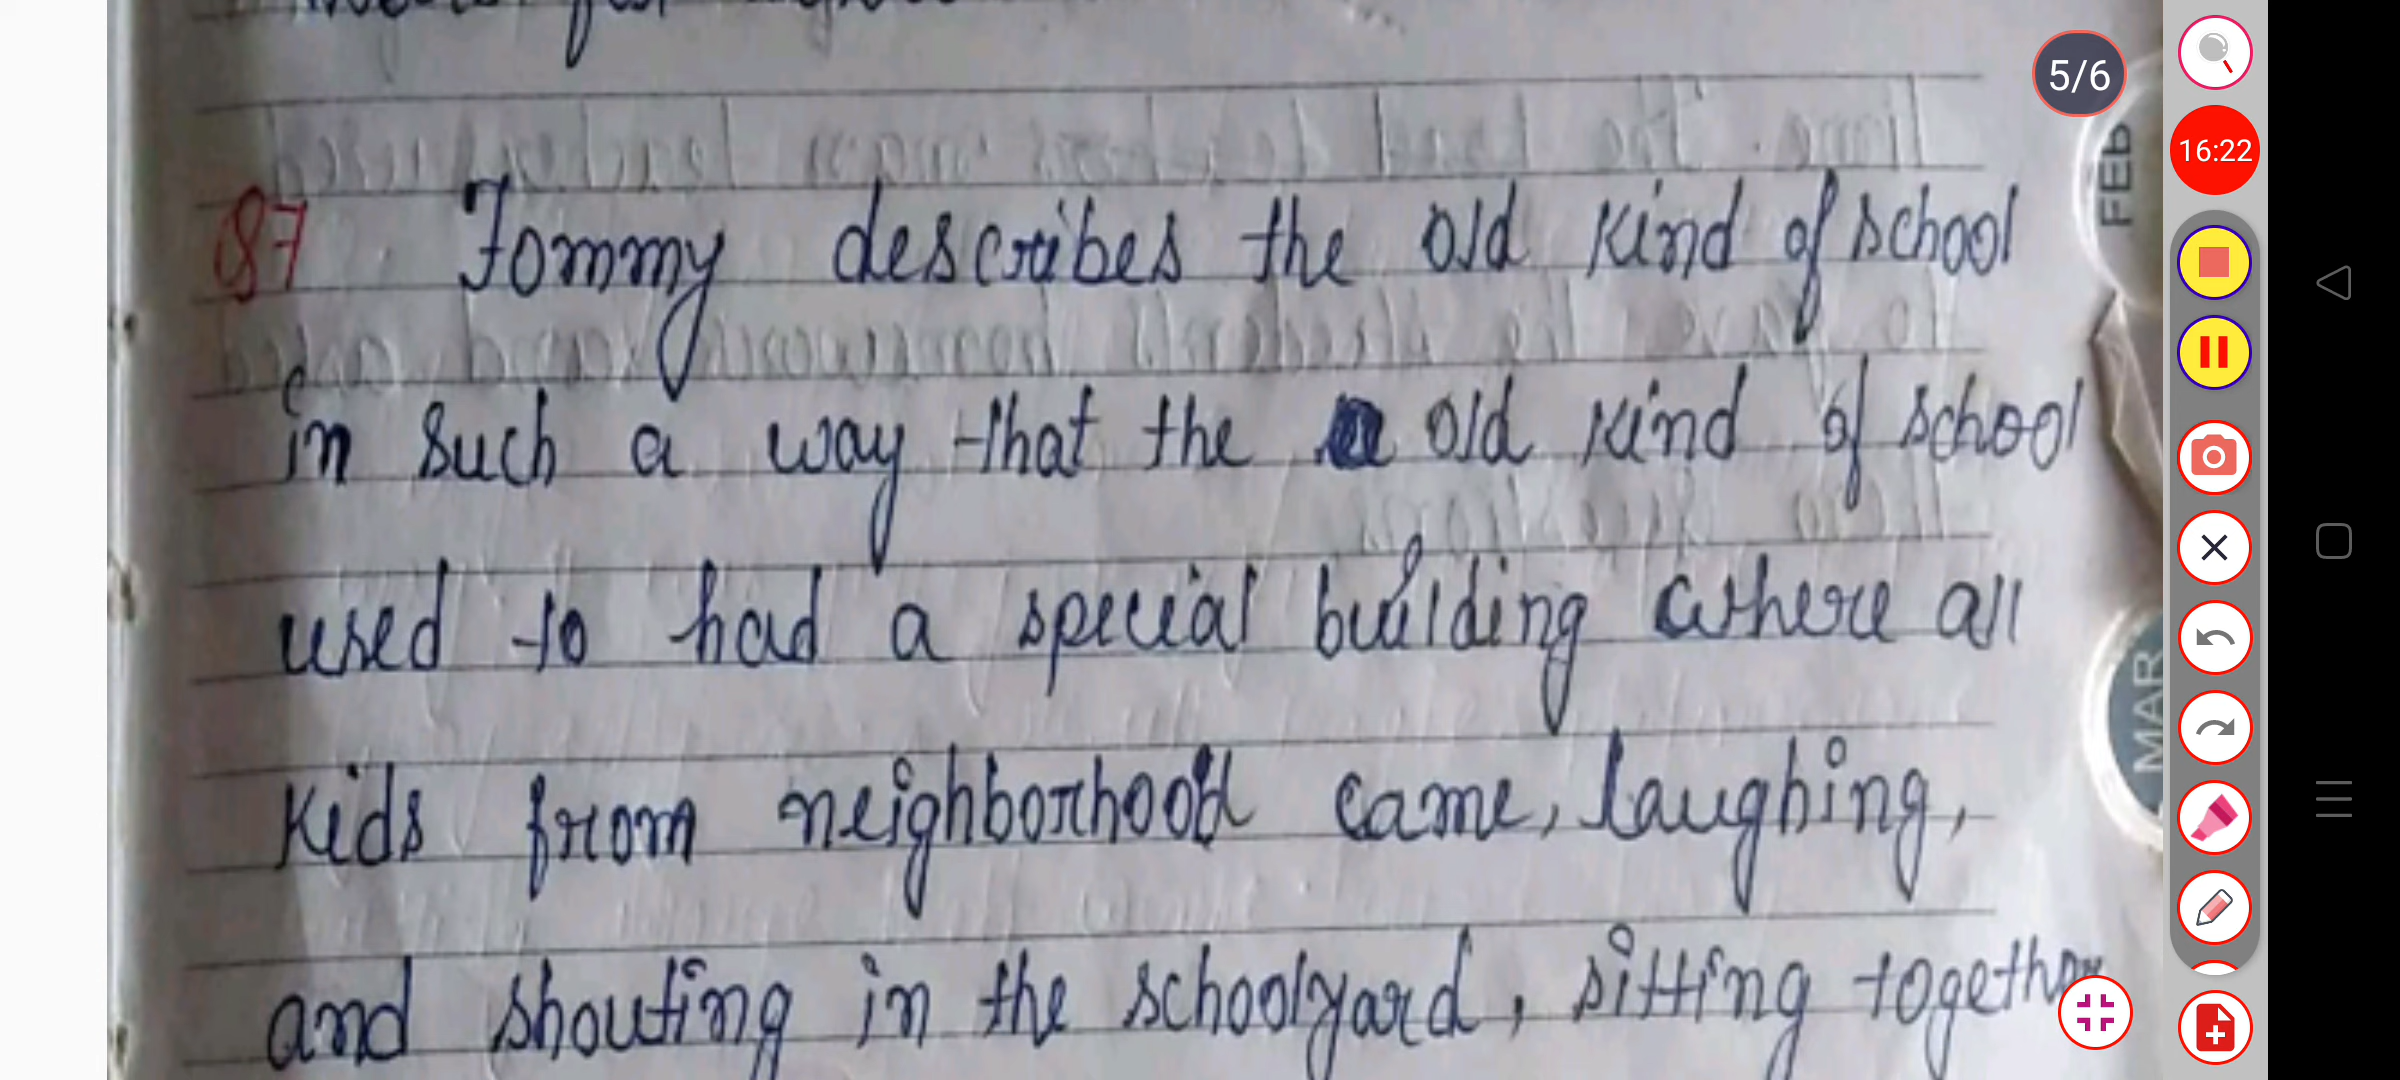 5/6
FEB
16:22
87 Tommy describes the old kind of school
in such a way that the old kind of school
used to had a special building where all
kids from neighborhood came, laughing,
MAR
and shouting in the schoolyard, sitting together